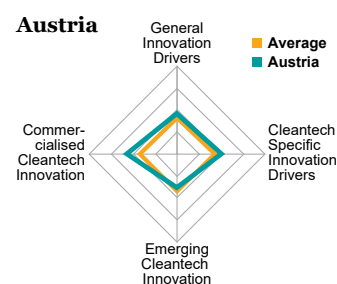 Austria
General
Innovation
Drivers
Average
Austria
Commer-
cialised
Cleantech
Innovation
Cleantech
Specific
Innovation
Drivers
Emerging
Cleantech
Innovation